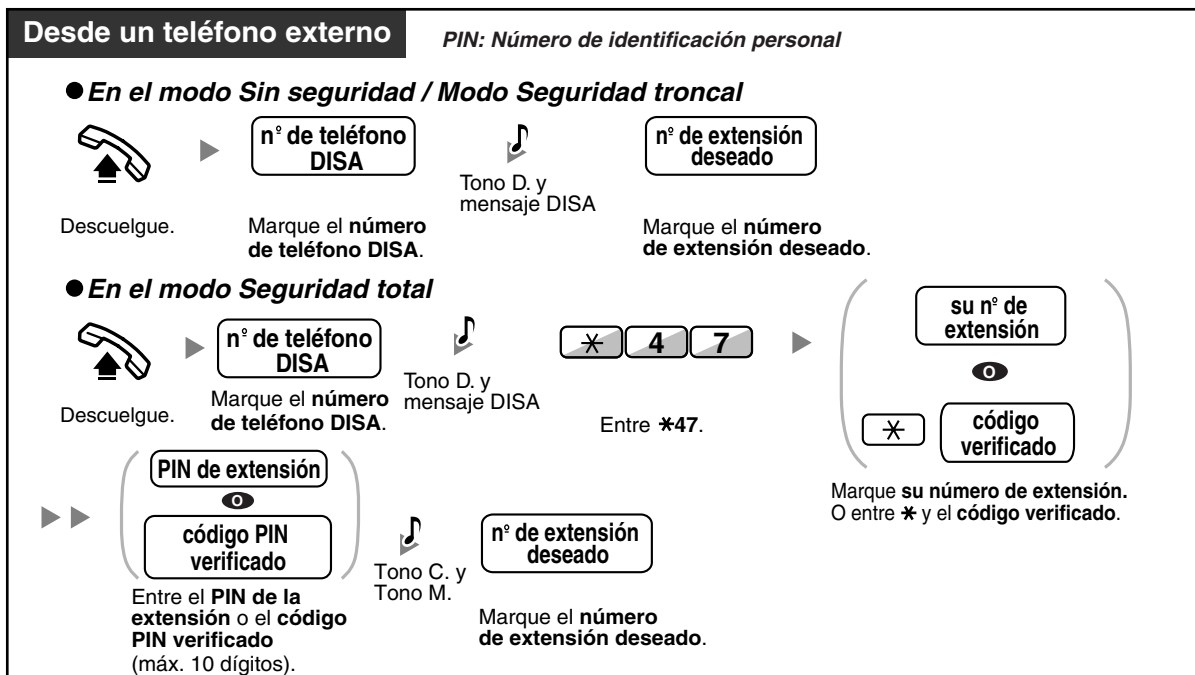 Desde un teléfono externo
PIN: Número de identificación personal
● En el modo Sin seguridad / Modo Seguridad troncal
nº de teléfono
DISA
nº de extensión
deseado
Tono D. y
mensaje DISA
Descuelgue.
Marque el número
de teléfono DISA.
Marque el número
de extensión deseado.
● En el modo Seguridad total
nº de teléfono
DISA
Tono D. y
mensaje DISA
* 4 7
su nº de
extensión
O
* código
verificado
Descuelgue.
Marque el número
de teléfono DISA.
Entre *47.
Marque su número de extensión.
O entre * y el código verificado.
PIN de extensión
O
código PIN
verificado
Tono C. y
Tono M.
nº de extensión
deseado
Entre el PIN de la
extensión o el código
PIN verificado
(máx. 10 dígitos).
Marque el número
de extensión deseado.